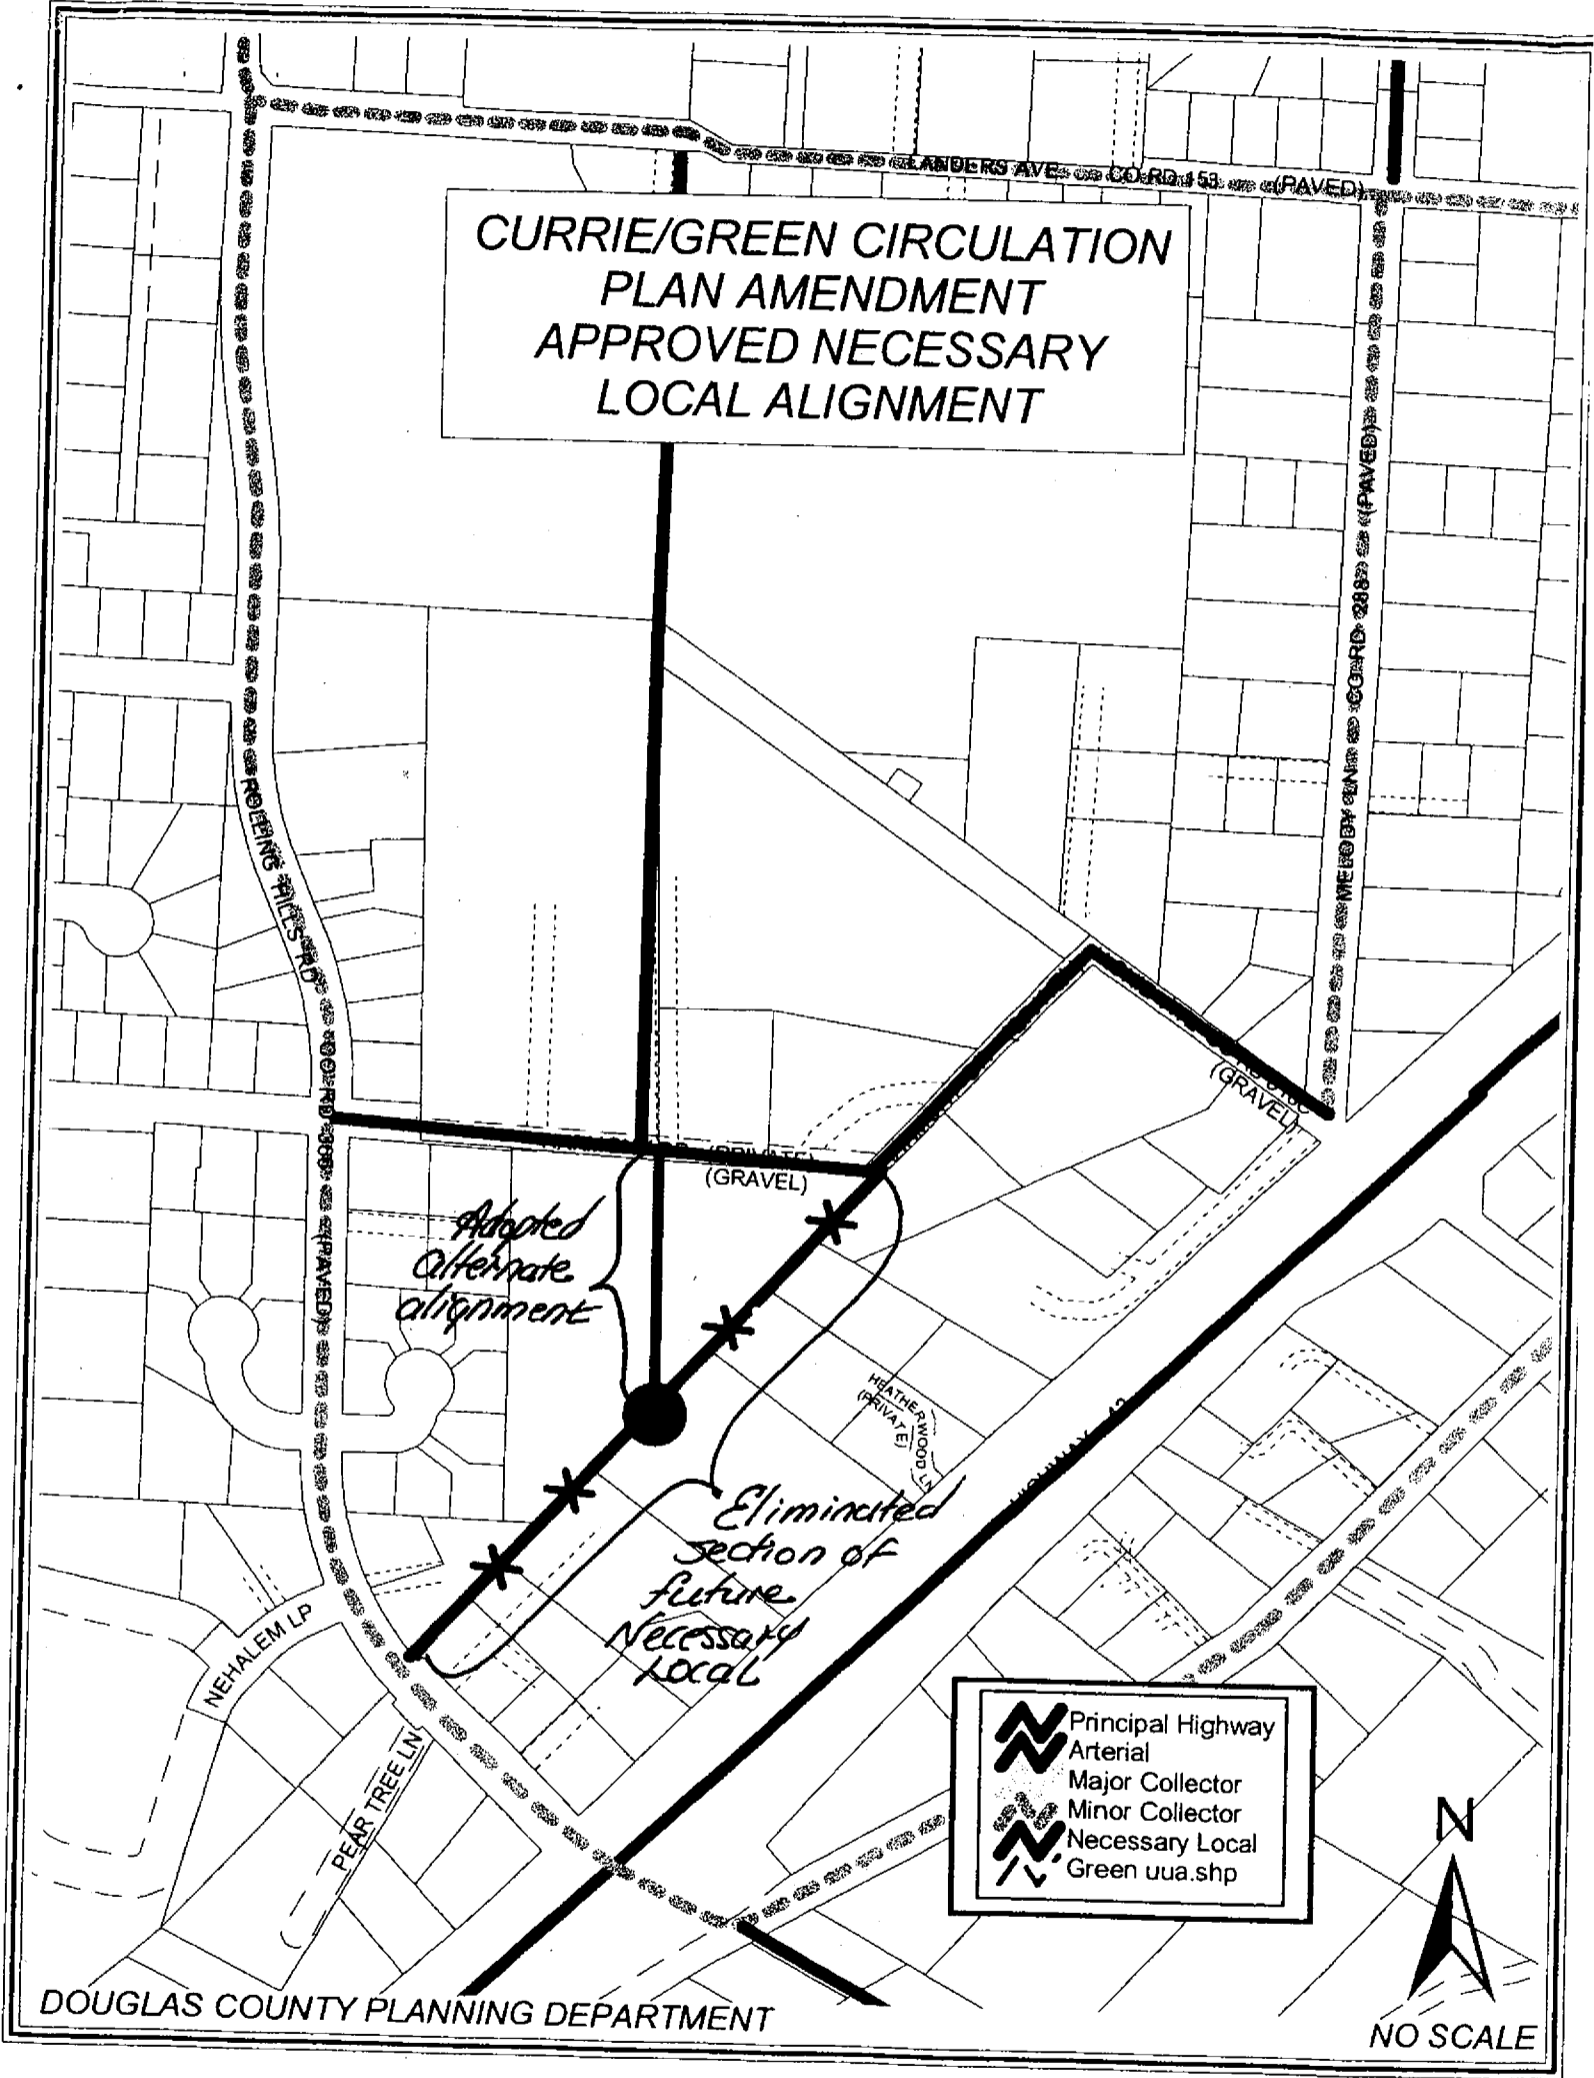 LANDERS AVE CO RD 153 (PAVED)
CURRIE/GREEN CIRCULATION
PLAN AMENDMENT
APPROVED NECESSARY
LOCAL ALIGNMENT
MELODY LN CO RD 288 (PAVED)
ROLLING HILLS RD
CO RD 366 (PAVED)
(GRAVEL)
(PRIVATE)
(GRAVEL)
Adopted
alternate
alignment
HEATHERWOOD LN
(PRIVATE)
HIGHWAY 42
Eliminated
section of
future
Necessary
Local
NEHALEM LP
PEAR TREE LN
Principal Highway
Arterial
Major Collector
Minor Collector
Necessary Local
Green uua.shp
N
DOUGLAS COUNTY PLANNING DEPARTMENT
NO SCALE